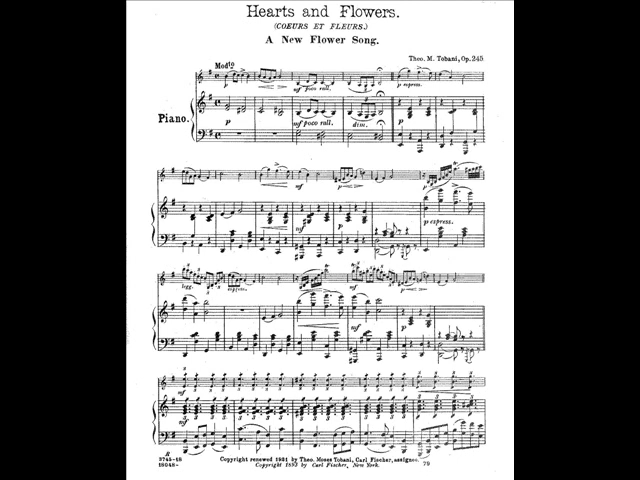 Hearts and Flowers.
(COEURS ET FLEURS.)
A New Flower Song.
Theo. M. Tobani, Op. 245
Modto
p
mf poco rall.
p espress.
Piano.
p
mf poco rall.
dim.
p
mf
p
mf
p
p espress.
legg.
espress.
mf
p
mf
p
R
3745-18
18048-
Copyright renewed 1921 by Theo. Moses Tobani, Carl Fischer, assignee.
Copyright 1893 by Carl Fischer, New York.
79